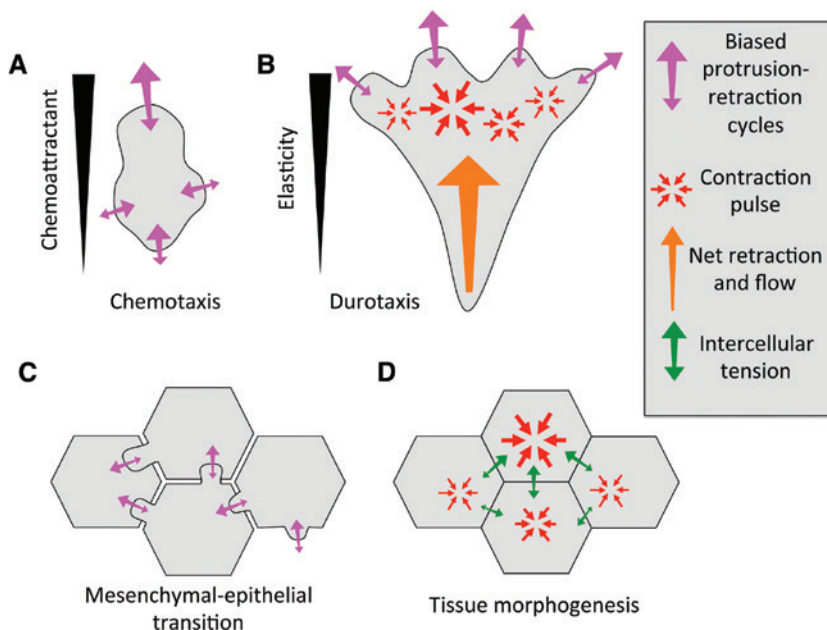 A
Chemoattractant
Chemotaxis
B
Elasticity
Durotaxis
Biased
protrusion-
retraction
cycles
Contraction
pulse
Net retraction
and flow
Intercellular
tension
C
Mesenchymal-epithelial
transition
D
Tissue morphogenesis